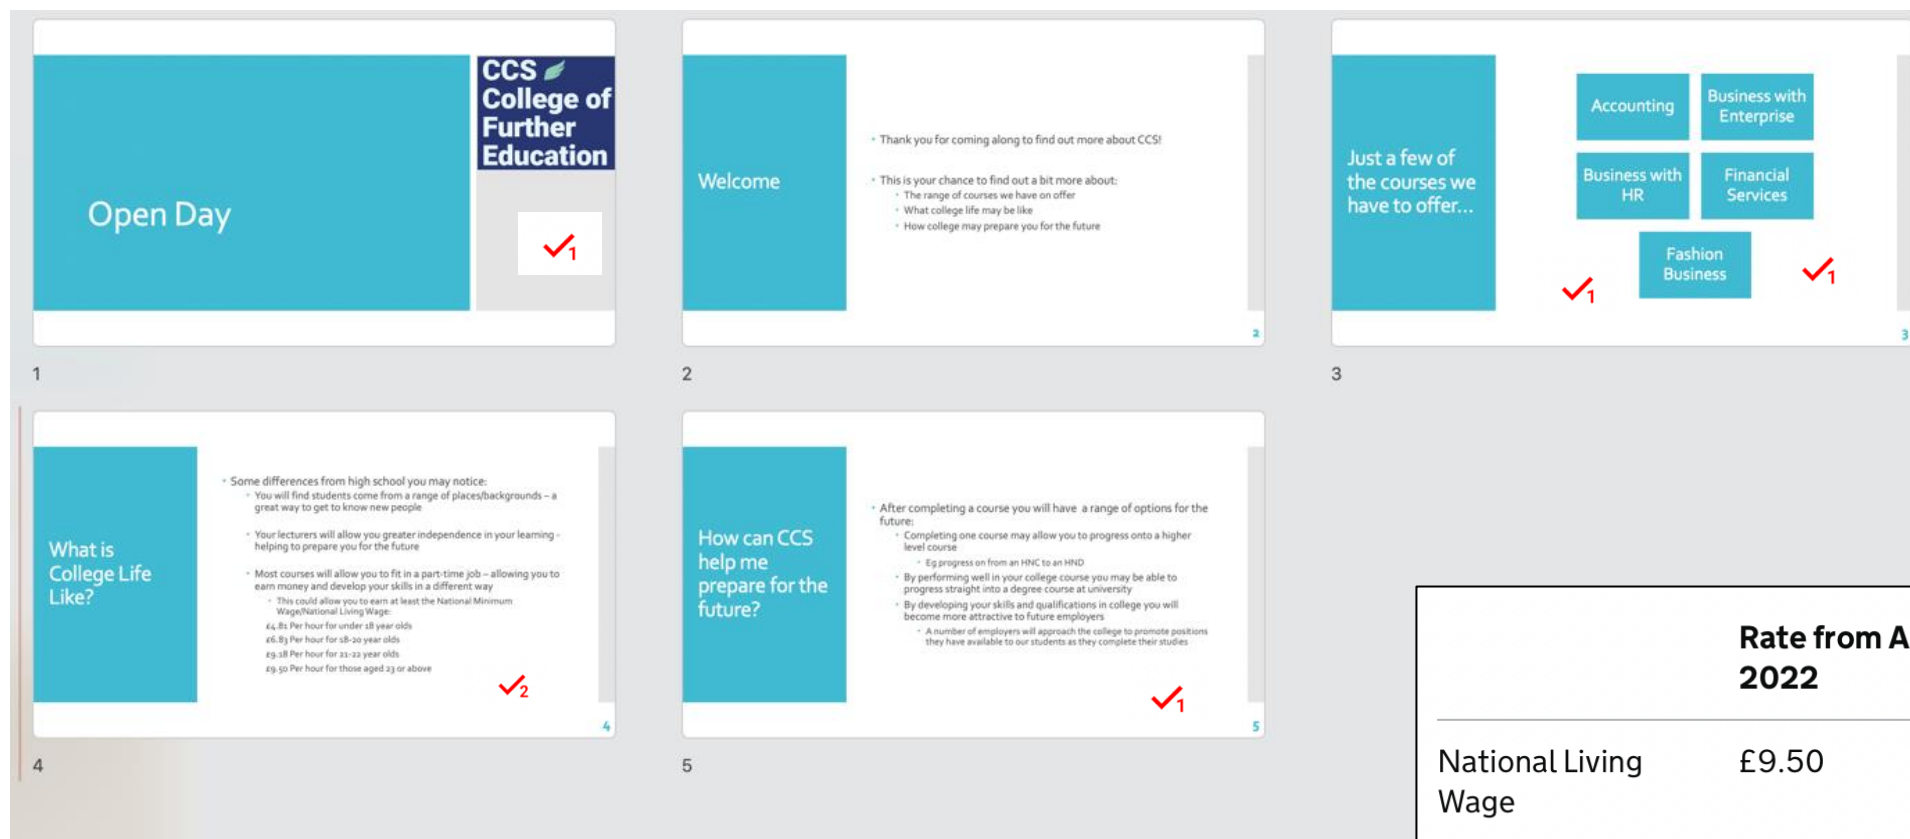 CCS
College of
Further
Education
Open Day
1
1
Welcome
Thank you for coming along to find out more about CCS!
This is your chance to find out a bit more about:
The range of courses we have on offer
What college life may be like
How college may prepare you for the future
2
2
Just a few of
the courses we
have to offer...
Accounting
Business with
Enterprise
Business with
HR
Financial
Services
Fashion
Business
1
1
3
3
What is
College Life
Like?
Some differences from high school you may notice:
You will find students come from a range of places/backgrounds – a
great way to get to know new people
Your lecturers will allow you greater independence in your learning -
helping to prepare you for the future
Most courses will allow you to fit in a part-time job – allowing you to
earn money and develop your skills in a different way
This could allow you to earn at least the National Minimum
Wage/National Living Wage:
£4.81 Per hour for under 18 year olds
£6.83 Per hour for 18-20 year olds
£9.18 Per hour for 21-22 year olds
£9.50 Per hour for those aged 23 or above
2
4
4
How can CCS
help me
prepare for the
future?
After completing a course you will have a range of options for the
future:
Completing one course may allow you to progress onto a higher
level course
Eg progress on from an HNC to an HND
By performing well in your college course you may be able to
progress straight into a degree course at university
By developing your skills and qualifications in college you will
become more attractive to future employers
A number of employers will approach the college to promote positions
they have available to our students as they complete their studies
1
5
5
Rate from A
2022
National Living
Wage
£9.50